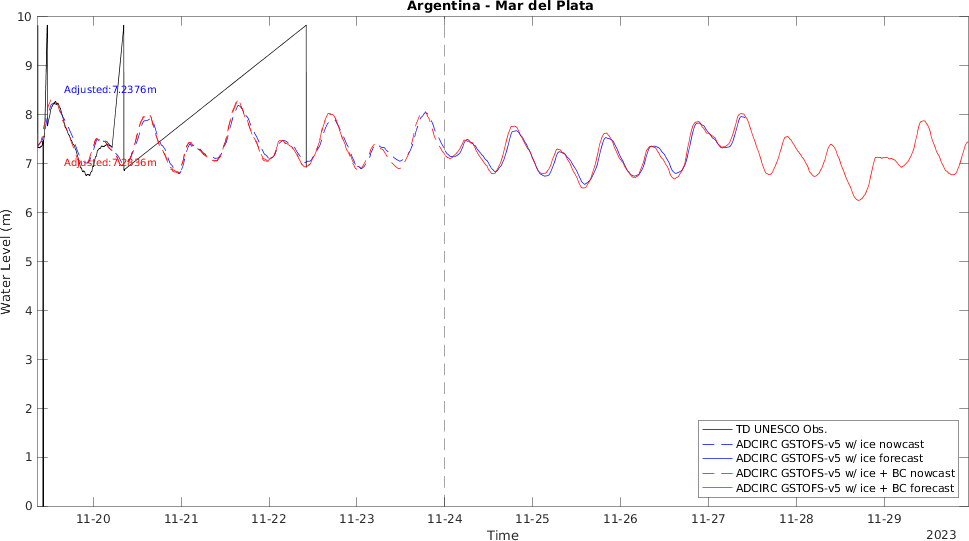 Argentina - Mar del Plata
10
9
8
7
6
5
4
3
2
1
0
Water Level (m)
Adjusted:7.2376m
Adjusted:7.2836m
TD UNESCO Obs.
ADCIRC GSTOFS-v5 w/ ice nowcast
ADCIRC GSTOFS-v5 w/ ice forecast
ADCIRC GSTOFS-v5 w/ ice + BC nowcast
ADCIRC GSTOFS-v5 w/ ice + BC forecast
11-20 11-21 11-22 11-23 11-24 11-25 11-26 11-27 11-28 11-29
Time
2023